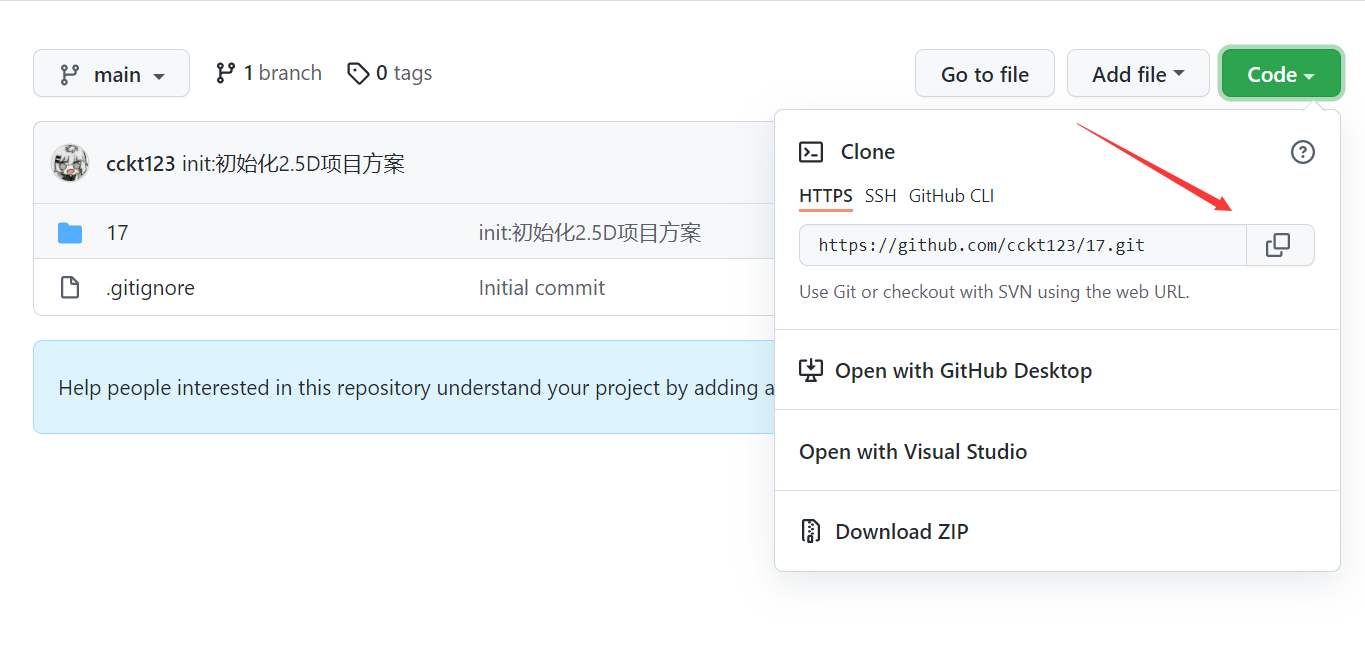 main 1 branch 0 tags Go to file Add file Code
cckt123 init:初始化2.5D项目方案
17 init:初始化2.5D项目方案
.gitignore Initial commit
Help people interested in this repository understand your project by adding a
Clone
HTTPS SSH GitHub CLI
https://github.com/cckt123/17.git
Use Git or checkout with SVN using the web URL.
Open with GitHub Desktop
Open with Visual Studio
Download ZIP